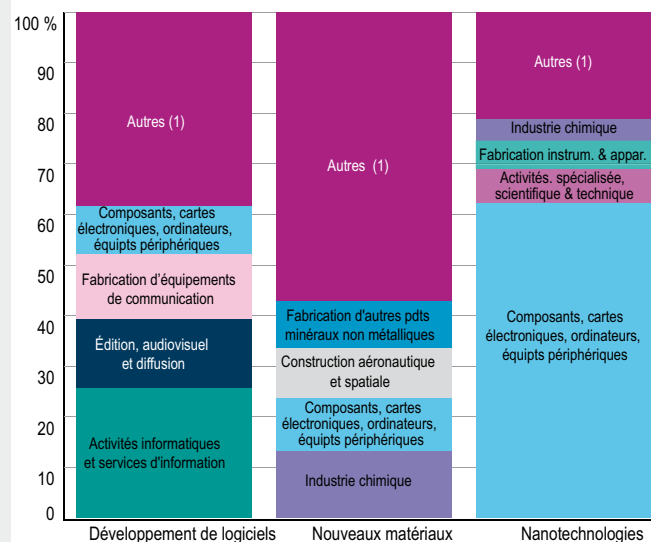 100 %
90
80
70
60
50
40
30
20
10
0
Autres (1)
Composants, cartes
électroniques, ordinateurs,
équipts périphériques
Fabrication d'équipements
de communication
Édition, audiovisuel
et diffusion
Activités informatiques
et services d'information
Développement de logiciels
Autres (1)
Fabrication d'autres pdts
minéraux non métalliques
Construction aéronautique
et spatiale
Composants, cartes
électroniques, ordinateurs,
équipts périphériques
Industrie chimique
Nouveaux matériaux
Autres (1)
Industrie chimique
Fabrication instrum. & appar.
Activités. spécialisée,
scientifique & technique
Composants, cartes
électroniques, ordinateurs,
équipts périphériques
Nanotechnologies